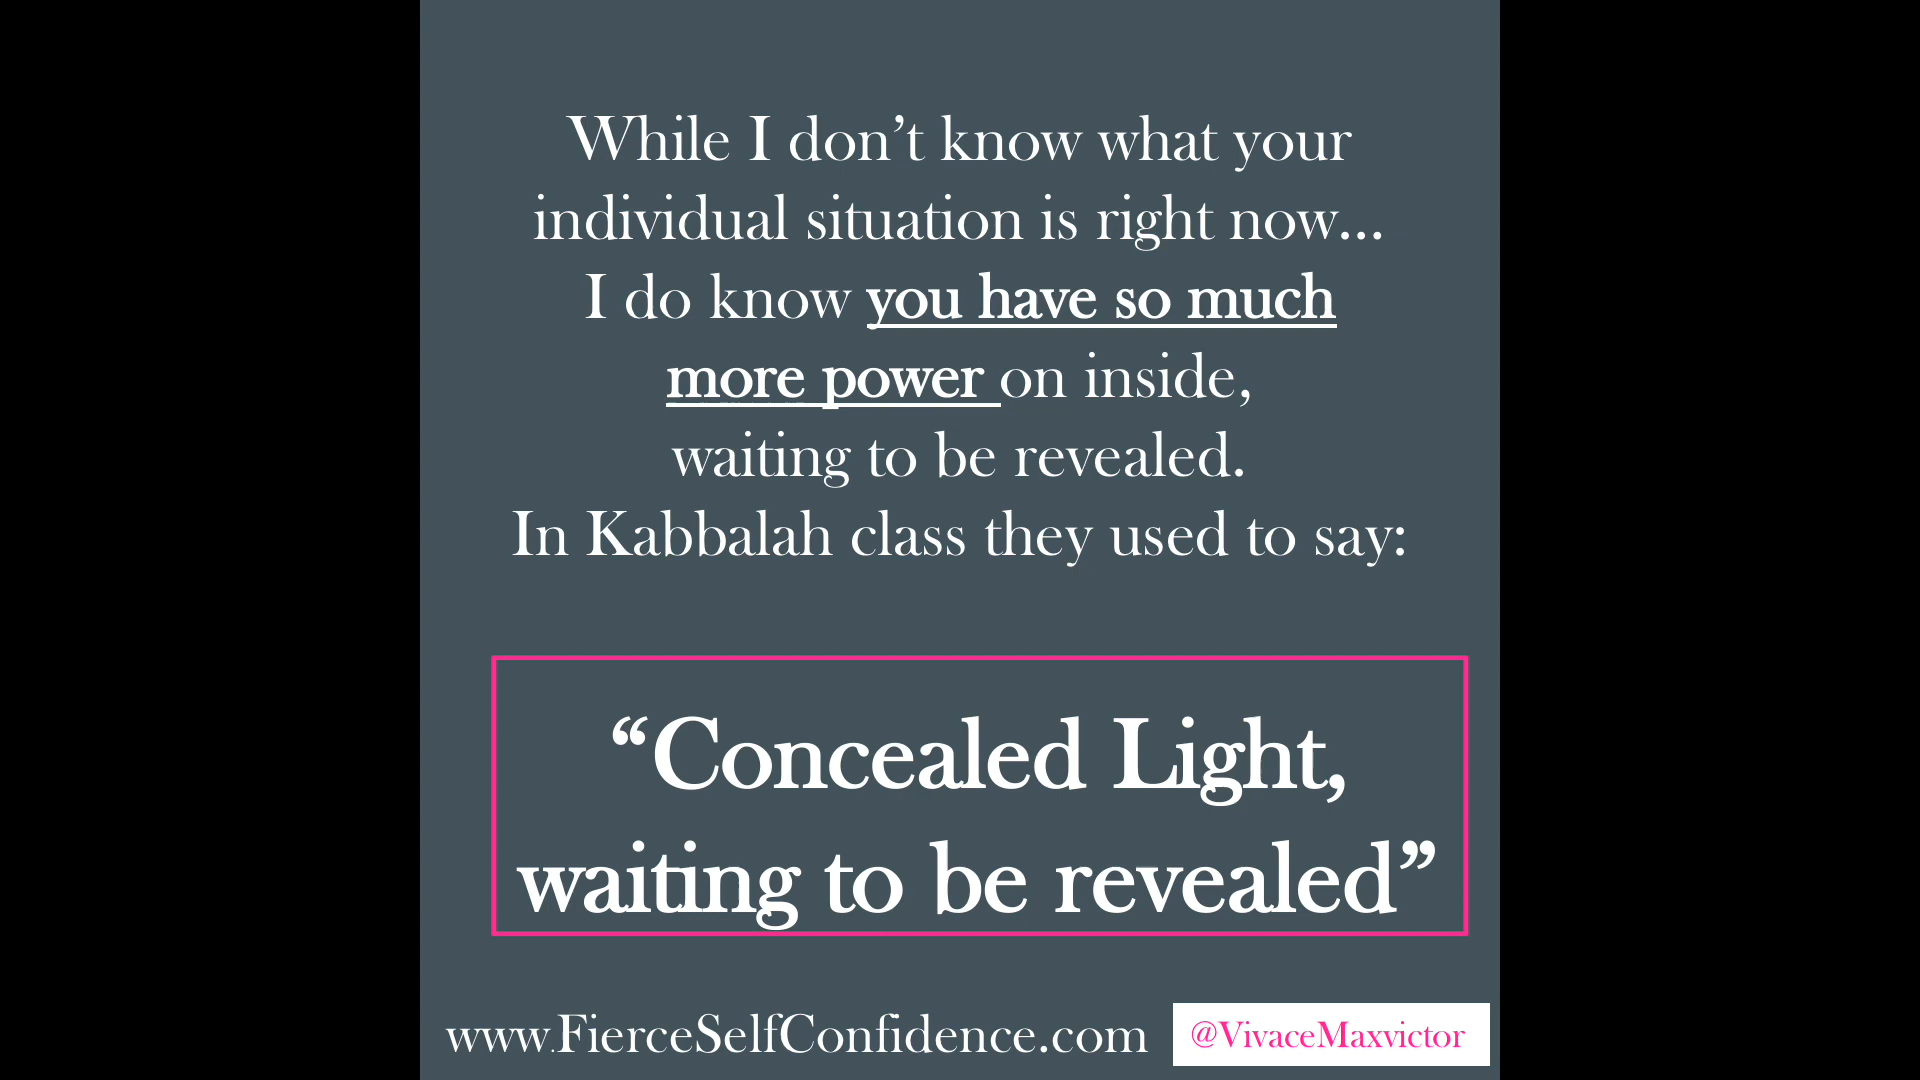 While I don’t know what your
individual situation is right now...
I do know you have so much
more power on inside,
waiting to be revealed.
In Kabbalah class they used to say:
“Concealed Light,
waiting to be revealed”
www.FierceSelfConfidence.com
@VivaceMaxvictor